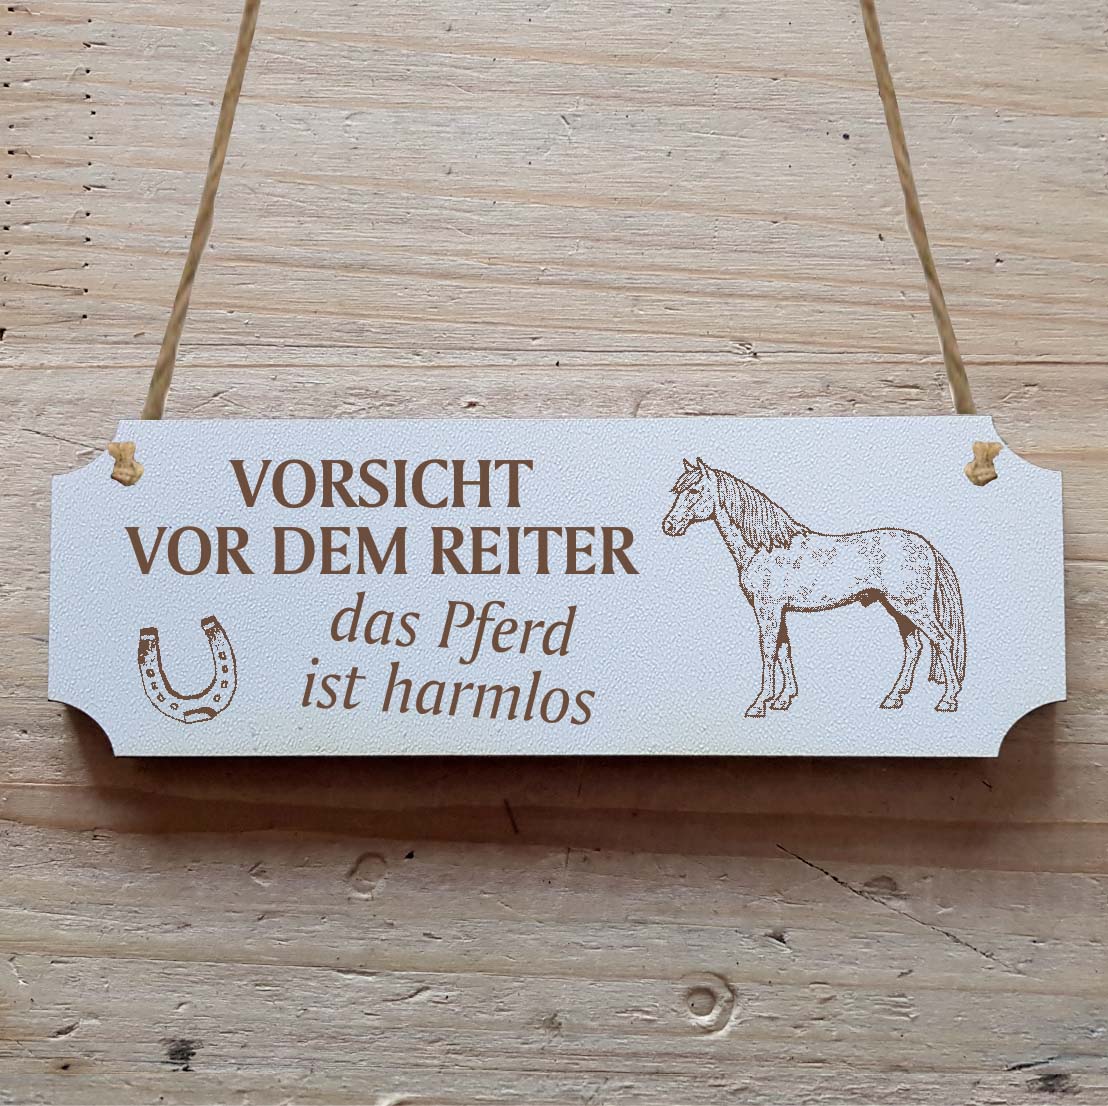 VORSICHT
VOR DEM REITER
das Pferd
ist harmlos